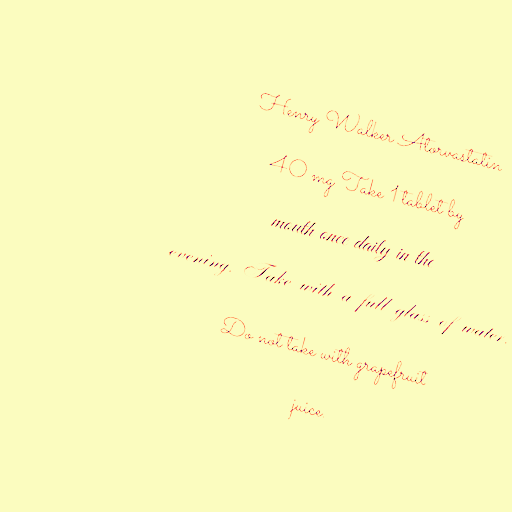 Henry Walker Atorvastatin
40 mg Take 1 tablet by
mouth once daily in the
evening. Take with a full glass of water.
Do not take with grapefruit
juice.